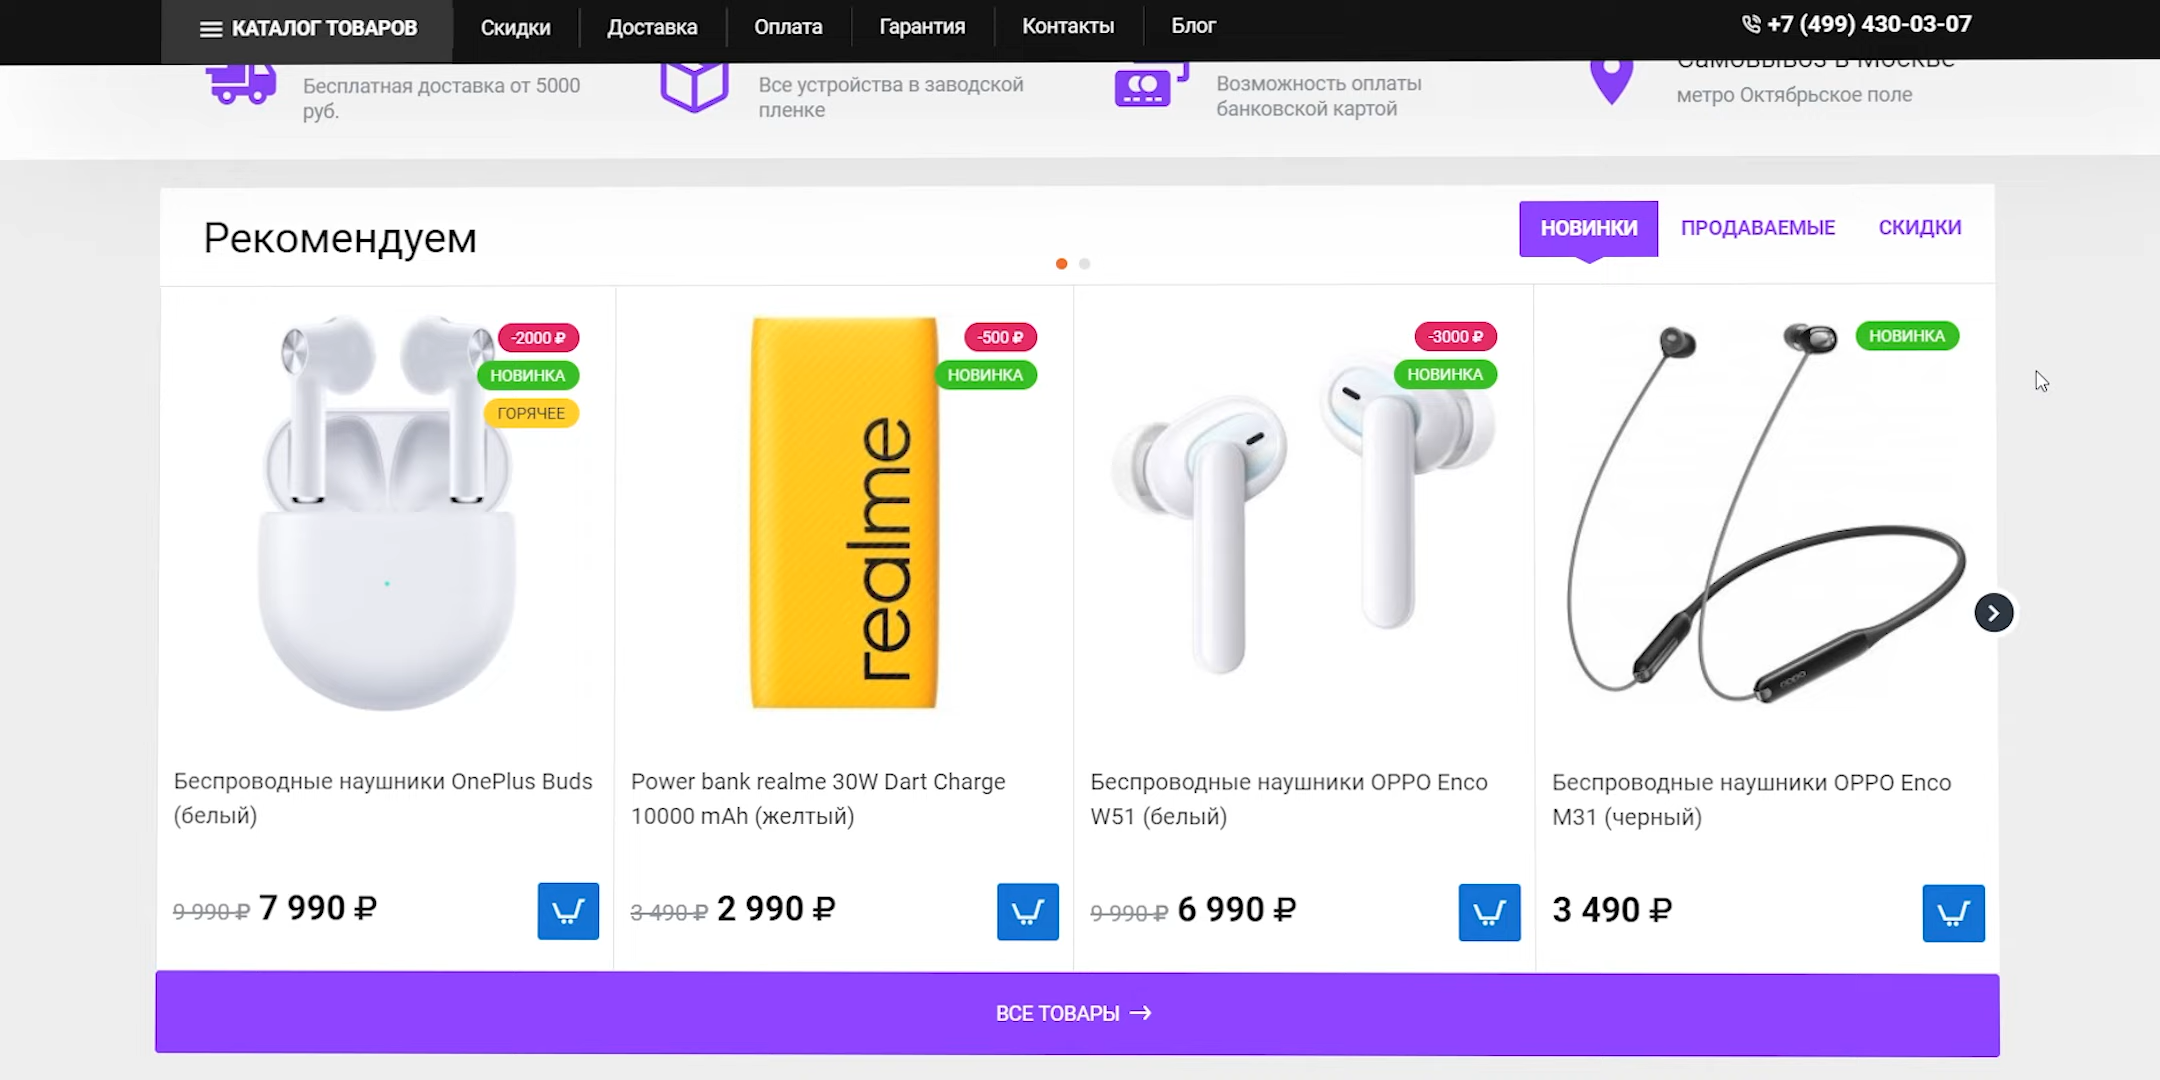 КАТАЛОГ ТОВАРОВ
Скидки
Доставка
Оплата
Гарантия
Контакты
Блог
+7 (499) 430-03-07
Бесплатная доставка от 5000
руб.
Все устройства в заводской
пленке
Возможность оплаты
банковской картой
Самовывоз в Москве
метро Октябрьское поле
Рекомендуем
НОВИНКИ
ПРОДАВАЕМЫЕ
СКИДКИ
-2000 ₽
НОВИНКА
ГОРЯЧЕЕ
Беспроводные наушники OnePlus Buds
(белый)
9 990 ₽ 7 990 ₽
-500 ₽
НОВИНКА
realme
Power bank realme 30W Dart Charge
10000 mAh (желтый)
3 490 ₽ 2 990 ₽
-3000 ₽
НОВИНКА
Беспроводные наушники OPPO Enco
W51 (белый)
9 990 ₽ 6 990 ₽
НОВИНКА
oppo
Беспроводные наушники OPPO Enco
M31 (черный)
3 490 ₽
ВСЕ ТОВАРЫ →